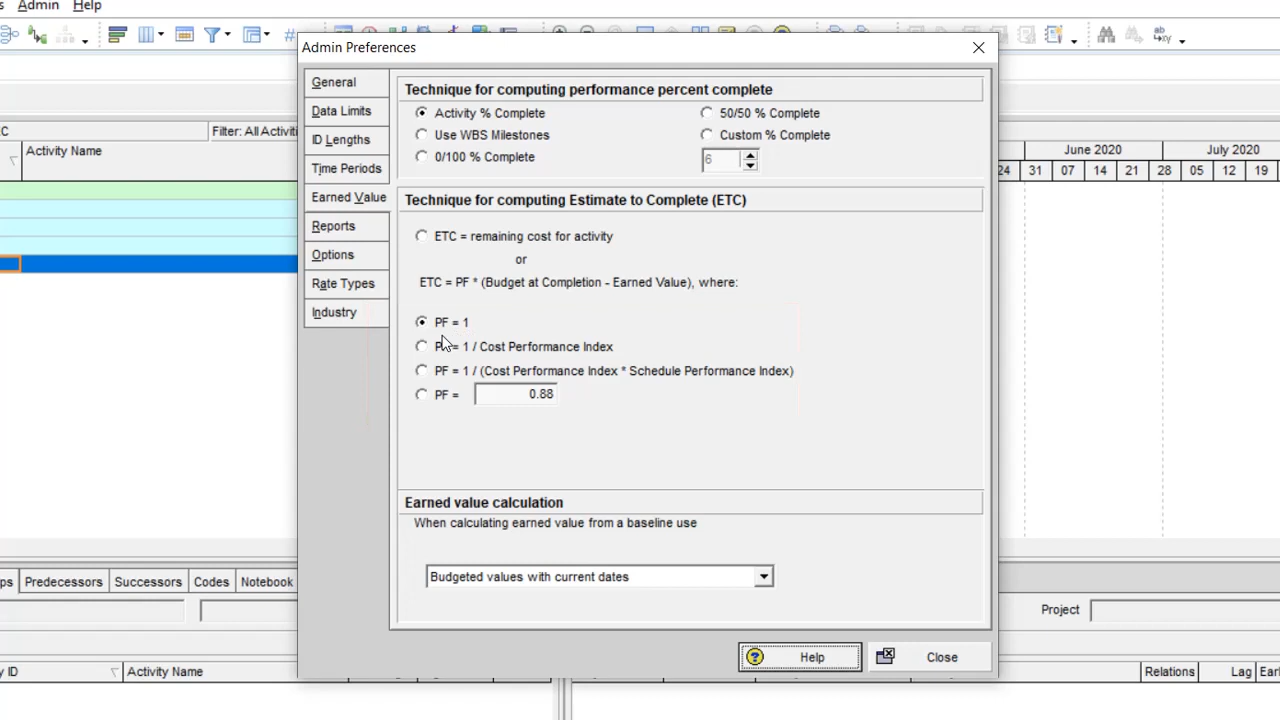 s Admin Help
Admin Preferences
General
Data Limits
ID Lengths
Time Periods
Earned Value
Reports
Options
Rate Types
Industry
Technique for computing performance percent complete
Activity % Complete
50/50 % Complete
Use WBS Milestones
Custom % Complete
0/100 % Complete
6
Technique for computing Estimate to Complete (ETC)
ETC = remaining cost for activity
or
ETC = PF * (Budget at Completion - Earned Value), where:
PF = 1
PF = 1 / Cost Performance Index
PF = 1 / (Cost Performance Index * Schedule Performance Index)
PF = 0.88
Earned value calculation
When calculating earned value from a baseline use
Budgeted values with current dates
Help
Close
C
Filter: All Activiti
Activity Name
June 2020
July 2020
24 31 07 14 21 28 05 12 19
ps Predecessors Successors Codes Notebook
Project
y ID
Activity Name
Relations
Lag
Earl